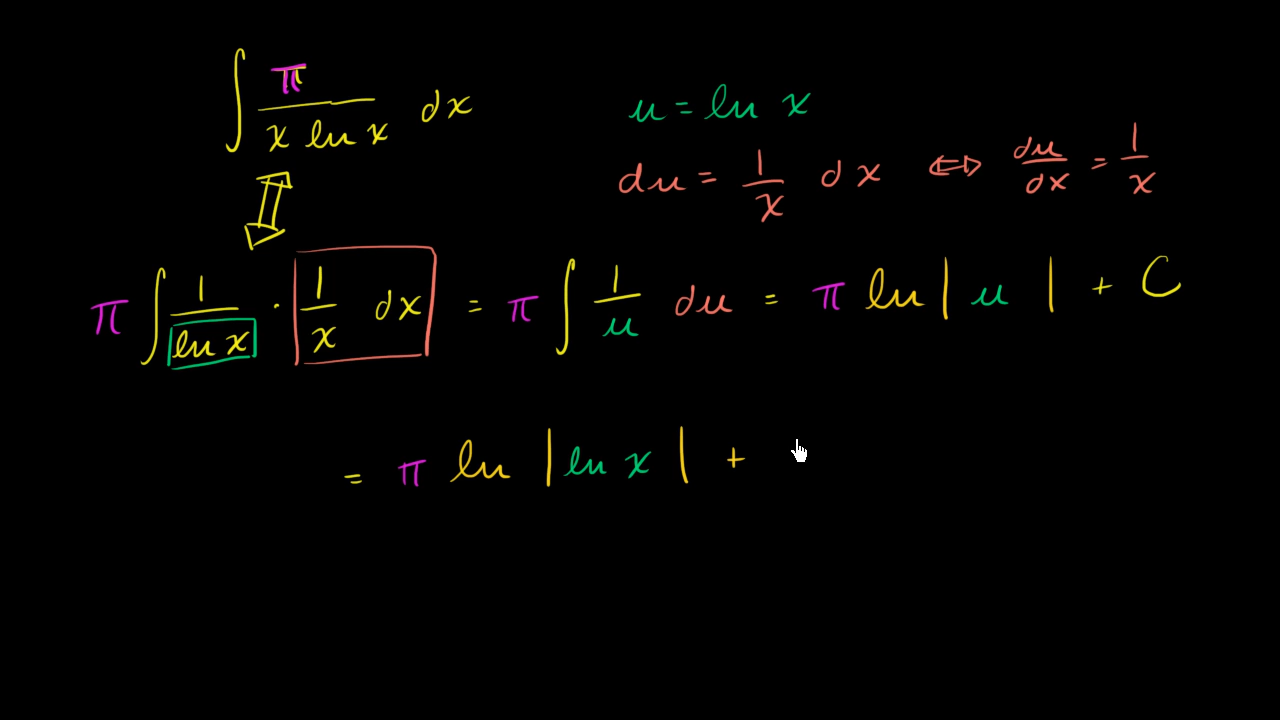 ∫ π / (x ln x) dx
u = ln x
du = 1/x dx ⟺ du/dx = 1/x
π ∫ 1/(ln x) · 1/x dx = π ∫ 1/u du = π ln |u| + C
= π ln |ln x| +